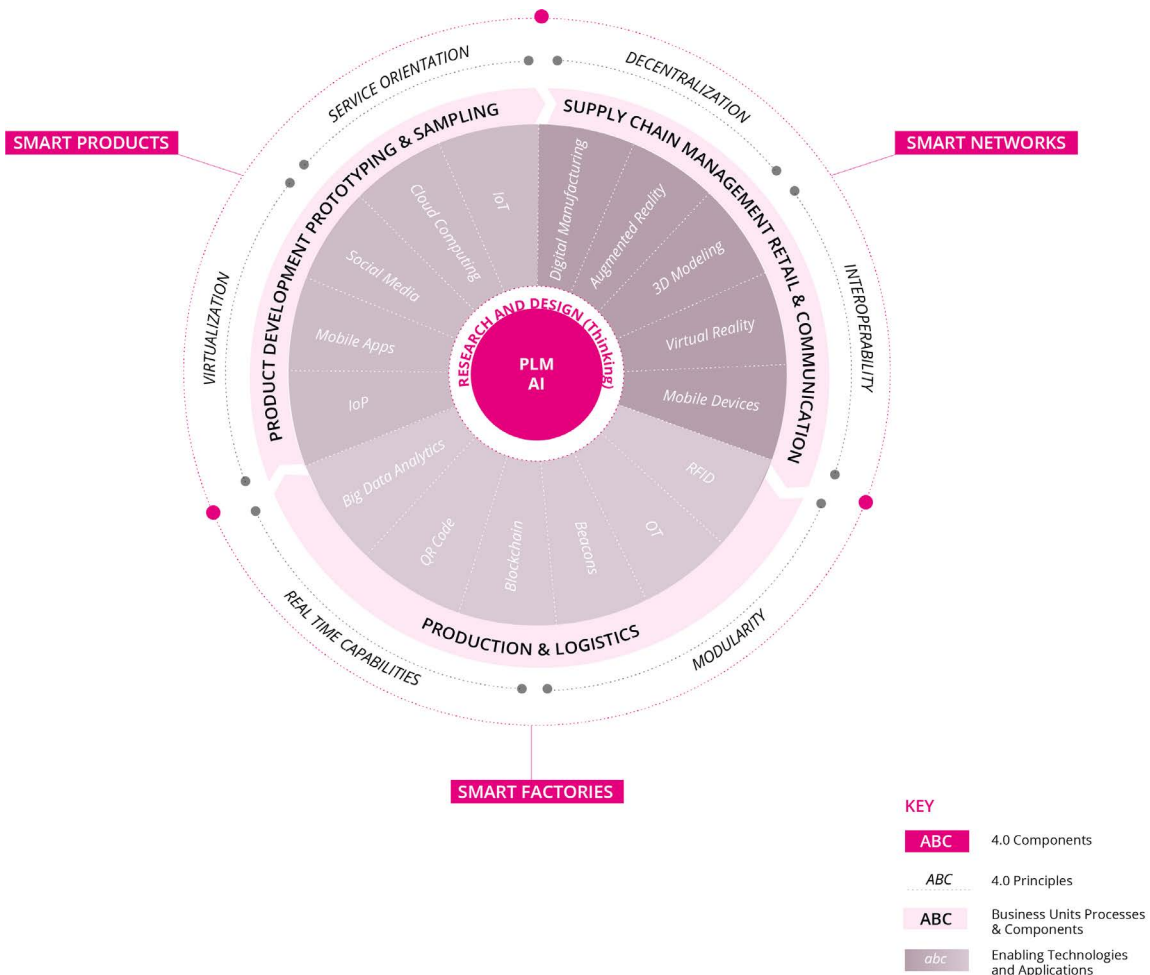 SERVICE ORIENTATION
DECENTRALIZATION
SMART PRODUCTS
SMART NETWORKS
PRODUCT DEVELOPMENT PROTOTYPING & SAMPLING
SUPPLY CHAIN MANAGEMENT RETAIL & COMMUNICATION
VIRTUALIZATION
INTEROPERABILITY
IoT
Cloud Computing
Social Media
Mobile Apps
IoP
Digital Manufacturing
Augmented Reality
3D Modeling
Virtual Reality
Mobile Devices
RESEARCH AND DESIGN (Thinking)
PLM
AI
Big Data Analytics
QR Code
Blockchain
Beacons
OT
RFID
PRODUCTION & LOGISTICS
REAL TIME CAPABILITIES
MODULARITY
SMART FACTORIES
KEY
ABC 4.0 Components
ABC 4.0 Principles
ABC Business Units Processes
& Components
abc Enabling Technologies
and Applications